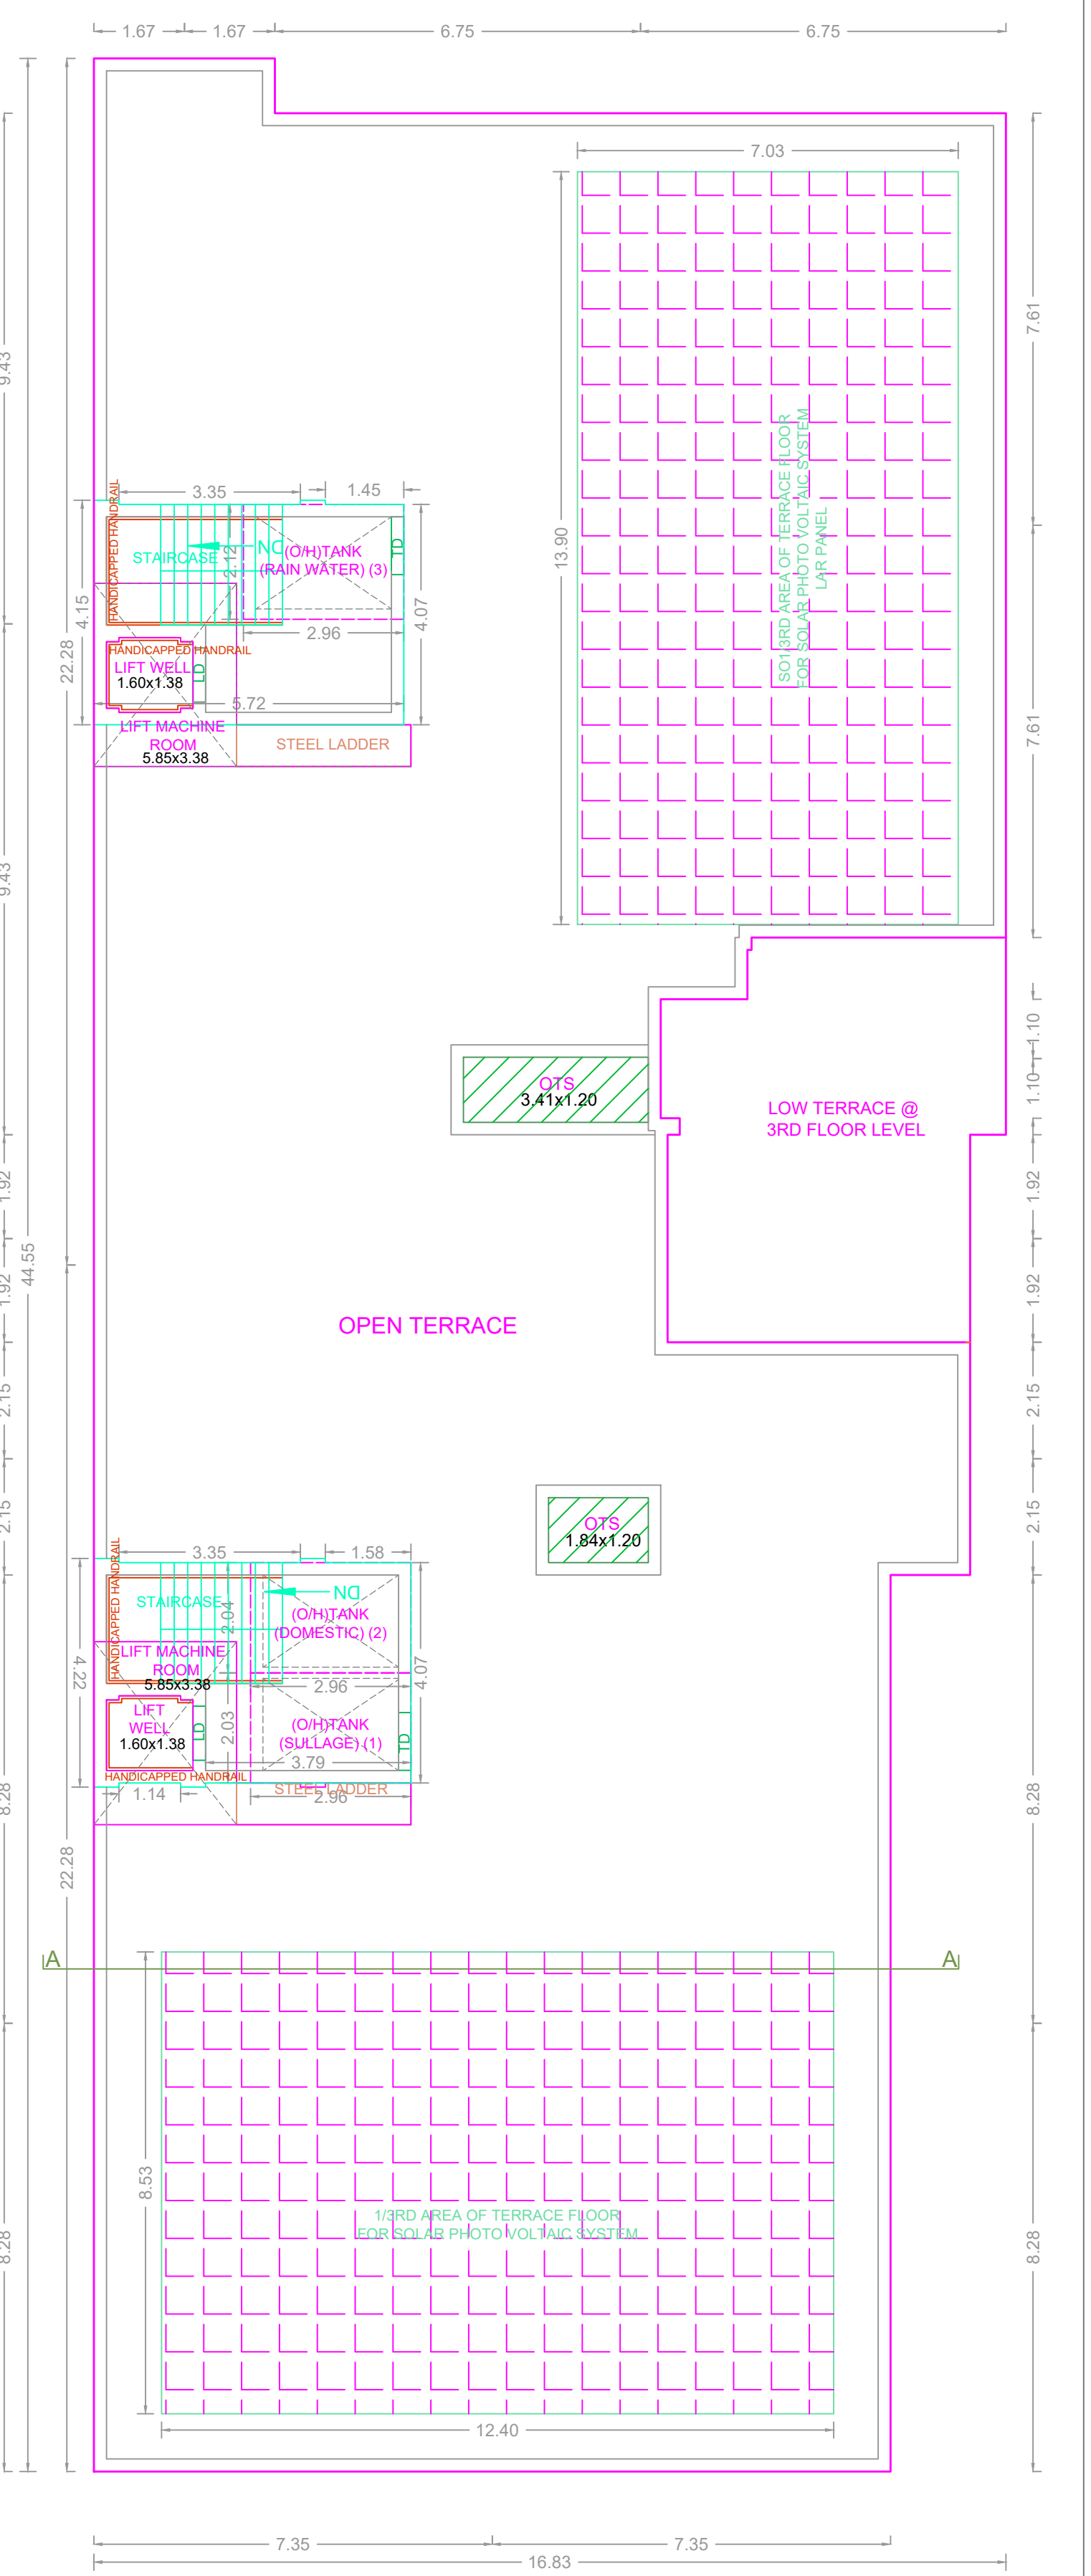 1.67
1.67
6.75
6.75
7.03
7.61
9.43
HANDICAPPED HANDRAIL
3.35
1.45
13.90
SO1/3RD AREA OF TERRACE FLOOR
FOR SOLAR PHOTO VOLTAIC SYSTEM
LAR PANEL
STAIRCASE
DN
2.12
(O/H)TANK
(RAIN WATER) (3)
TD
4.15
4.07
22.28
2.96
HANDICAPPED HANDRAIL
LIFT WELL
1.60x1.38
LD
5.72
LIFT MACHINE
ROOM
5.85x3.38
STEEL LADDER
7.61
9.43
1.10
1.10
OTS
3.41x1.20
LOW TERRACE @
3RD FLOOR LEVEL
1.92
1.92
44.55
1.92
1.92
OPEN TERRACE
2.15
2.15
2.15
2.15
OTS
1.84x1.20
HANDICAPPED HANDRAIL
3.35
1.58
STAIRCASE
DN
2.04
(O/H)TANK
(DOMESTIC) (2)
4.22
4.07
LIFT MACHINE
ROOM
5.85x3.38
2.96
LIFT
WELL
1.60x1.38
LD
2.03
(O/H)TANK
(SULLAGE) (1)
TD
3.79
HANDICAPPED HANDRAIL
1.14
STEEL LADDER
2.96
8.28
8.28
22.28
A
A
8.53
1/3RD AREA OF TERRACE FLOOR
FOR SOLAR PHOTO VOLTAIC SYSTEM
8.28
8.28
12.40
7.35
7.35
16.83